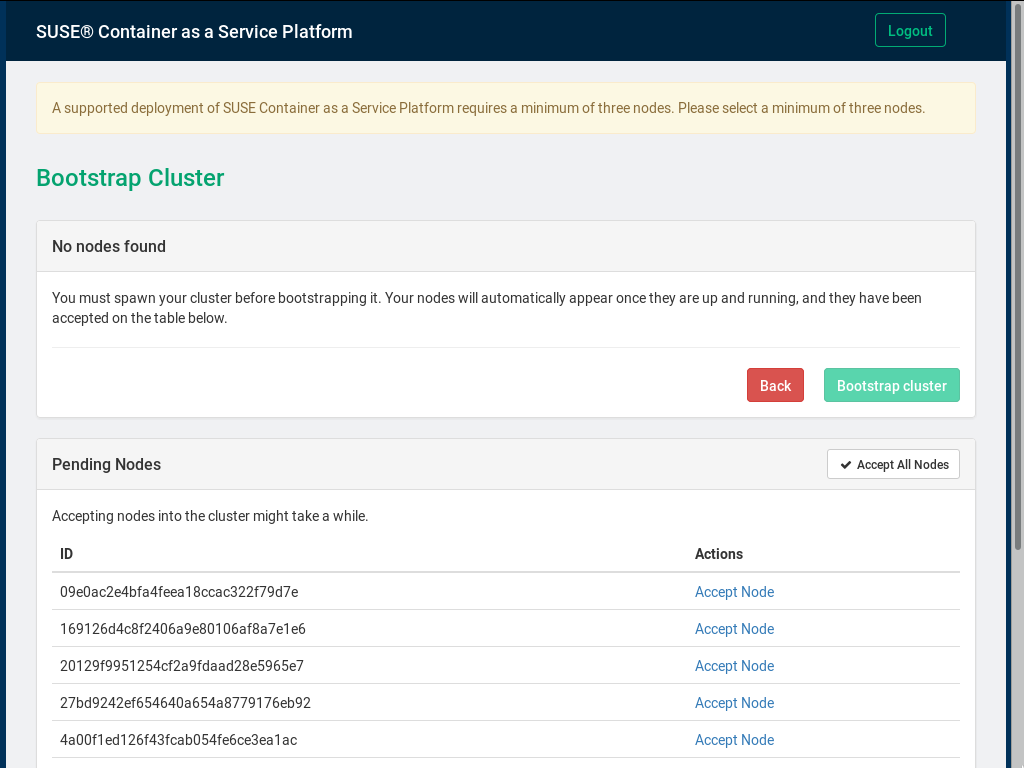 SUSE® Container as a Service Platform
Logout
A supported deployment of SUSE Container as a Service Platform requires a minimum of three nodes. Please select a minimum of three nodes.
Bootstrap Cluster
No nodes found
You must spawn your cluster before bootstrapping it. Your nodes will automatically appear once they are up and running, and they have been
accepted on the table below.
Back
Bootstrap cluster
Pending Nodes
Accept All Nodes
Accepting nodes into the cluster might take a while.
ID Actions
09e0ac2e4bfa4feea18ccac322f79d7e Accept Node
169126d4c8f2406a9e80106af8a7e1e6 Accept Node
20129f9951254cf2a9fdaad28e5965e7 Accept Node
27bd9242ef654640a654a8779176eb92 Accept Node
4a00f1ed126f43fcab054fe6ce3ea1ac Accept Node